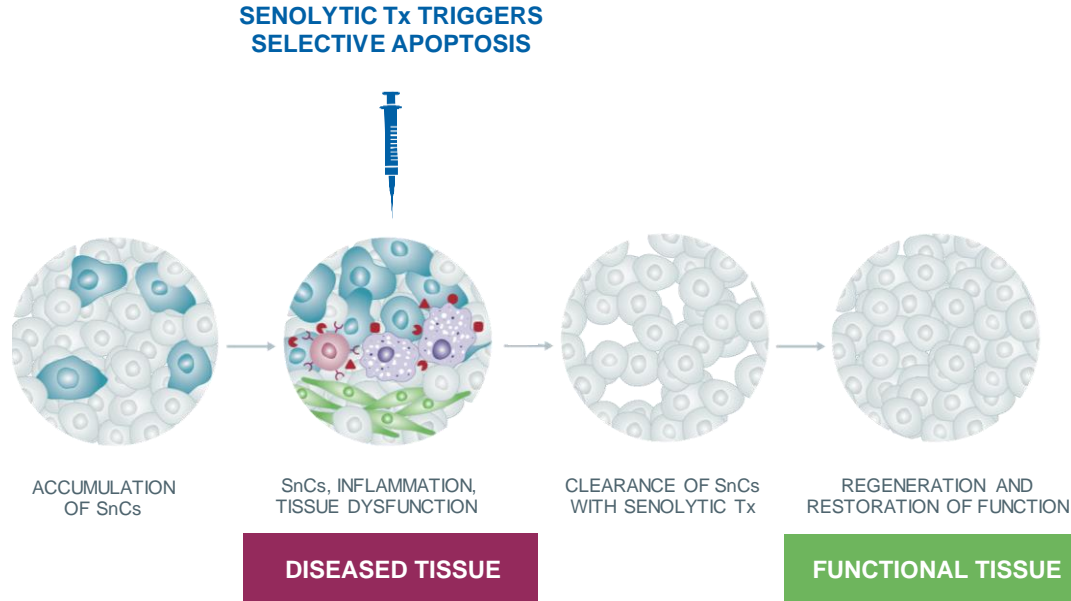 SENOLYTIC Tx TRIGGERS
SELECTIVE APOPTOSIS
ACCUMULATION
OF SnCs
SnCs, INFLAMMATION,
TISSUE DYSFUNCTION
CLEARANCE OF SnCs
WITH SENOLYTIC Tx
REGENERATION AND
RESTORATION OF FUNCTION
DISEASED TISSUE
FUNCTIONAL TISSUE